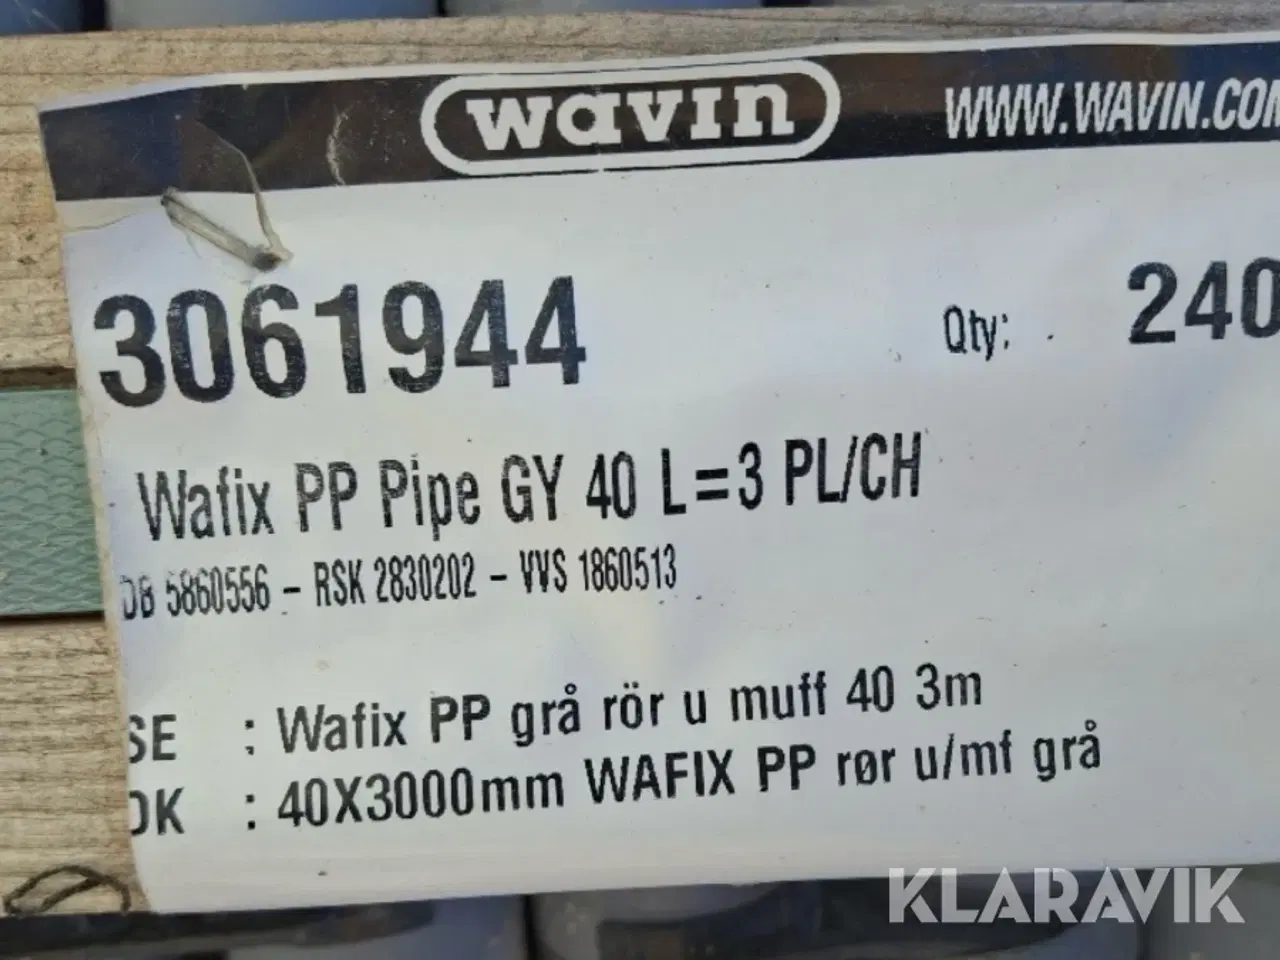 wavin
WWW.WAVIN.COM
3061944
Qty: 240
Wafix PP Pipe GY 40 L=3 PL/CH
DB 5860556 - RSK 2830202 - VVS 1860513
SE : Wafix PP grå rör u muff 40 3m
DK : 40X3000mm WAFIX PP rør u/mf grå
KLARAVIK